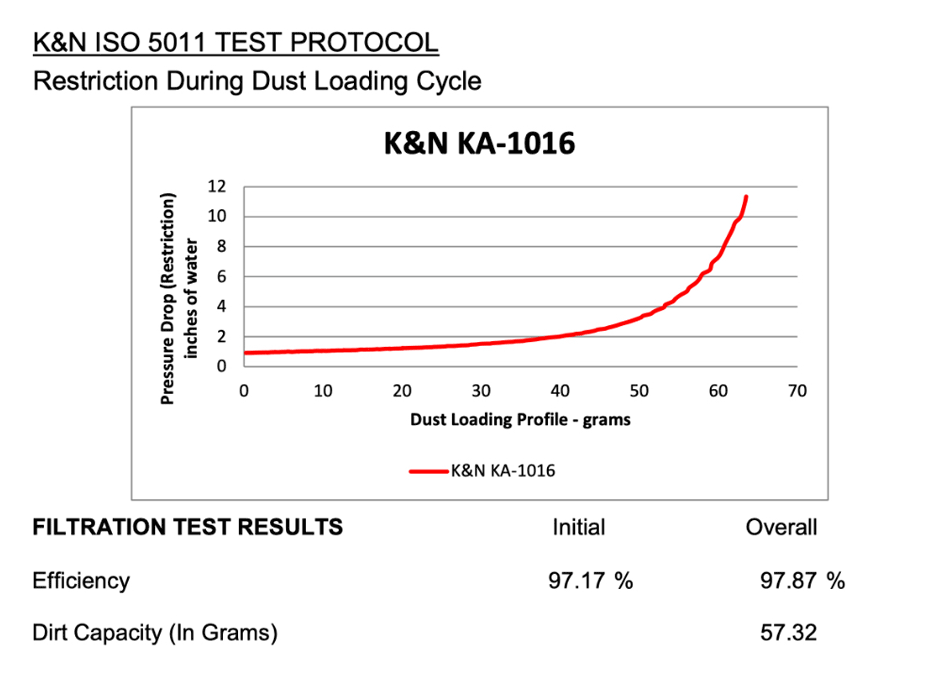 K&N ISO 5011 TEST PROTOCOL
Restriction During Dust Loading Cycle
K&N KA-1016
Pressure Drop (Restriction)
inches of water
12
10
8
6
4
2
0
0 10 20 30 40 50 60 70
Dust Loading Profile - grams
K&N KA-1016
FILTRATION TEST RESULTS Initial Overall
Efficiency 97.17 % 97.87 %
Dirt Capacity (In Grams) 57.32